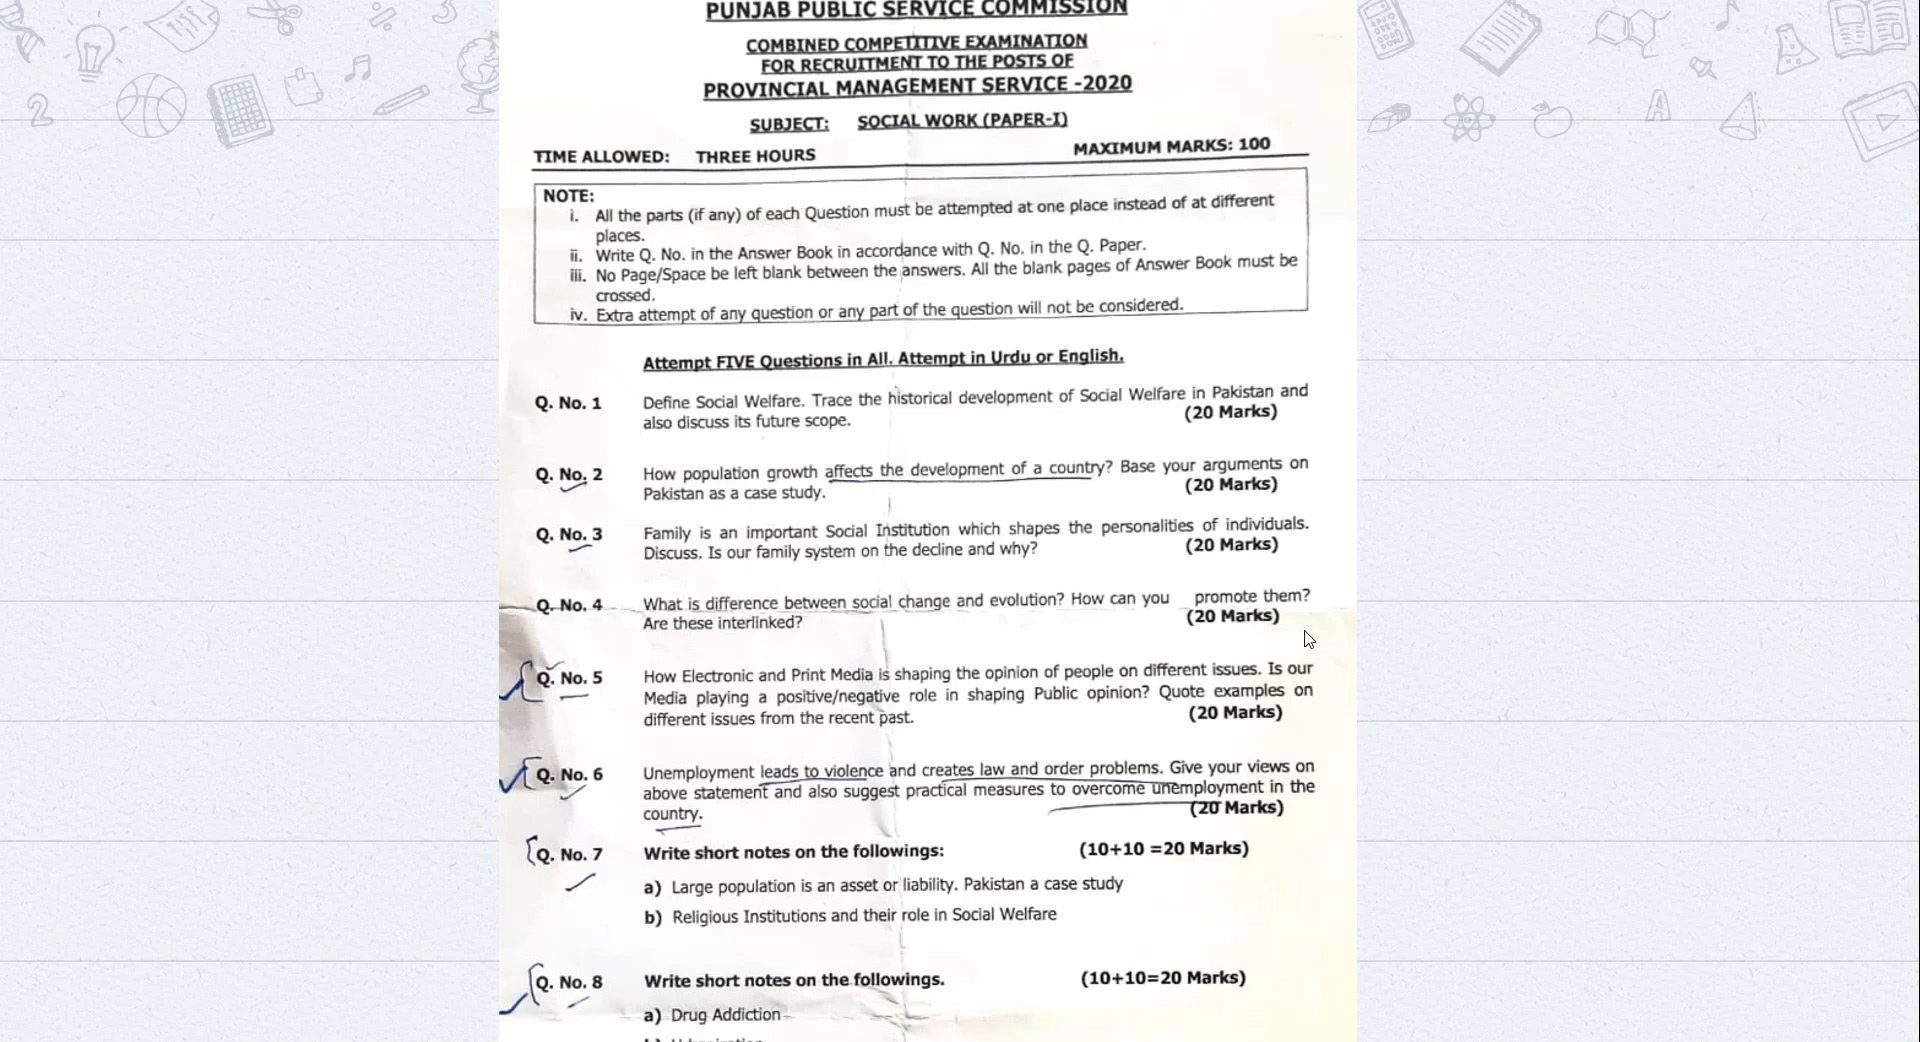 PUNJAB PUBLIC SERVICE COMMISSION
COMBINED COMPETITIVE EXAMINATION
FOR RECRUITMENT TO THE POSTS OF
PROVINCIAL MANAGEMENT SERVICE -2020
SUBJECT: SOCIAL WORK (PAPER-I)
TIME ALLOWED: THREE HOURS MAXIMUM MARKS: 100
NOTE:
i. All the parts (if any) of each Question must be attempted at one place instead of at different
places.
ii. Write Q. No. in the Answer Book in accordance with Q. No. in the Q. Paper.
iii. No Page/Space be left blank between the answers. All the blank pages of Answer Book must be
crossed.
iv. Extra attempt of any question or any part of the question will not be considered.
Attempt FIVE Questions in All. Attempt in Urdu or English.
Q. No. 1 Define Social Welfare. Trace the historical development of Social Welfare in Pakistan and
also discuss its future scope. (20 Marks)
Q. No. 2 How population growth affects the development of a country? Base your arguments on
Pakistan as a case study. (20 Marks)
Q. No. 3 Family is an important Social Institution which shapes the personalities of individuals.
Discuss. Is our family system on the decline and why? (20 Marks)
Q. No. 4 What is difference between social change and evolution? How can you promote them?
Are these interlinked? (20 Marks)
Q. No. 5 How Electronic and Print Media is shaping the opinion of people on different issues. Is our
Media playing a positive/negative role in shaping Public opinion? Quote examples on
different issues from the recent past. (20 Marks)
Q. No. 6 Unemployment leads to violence and creates law and order problems. Give your views on
above statement and also suggest practical measures to overcome unemployment in the
country. (20 Marks)
Q. No. 7 Write short notes on the followings: (10+10 =20 Marks)
a) Large population is an asset or liability. Pakistan a case study
b) Religious Institutions and their role in Social Welfare
Q. No. 8 Write short notes on the followings. (10+10=20 Marks)
a) Drug Addiction